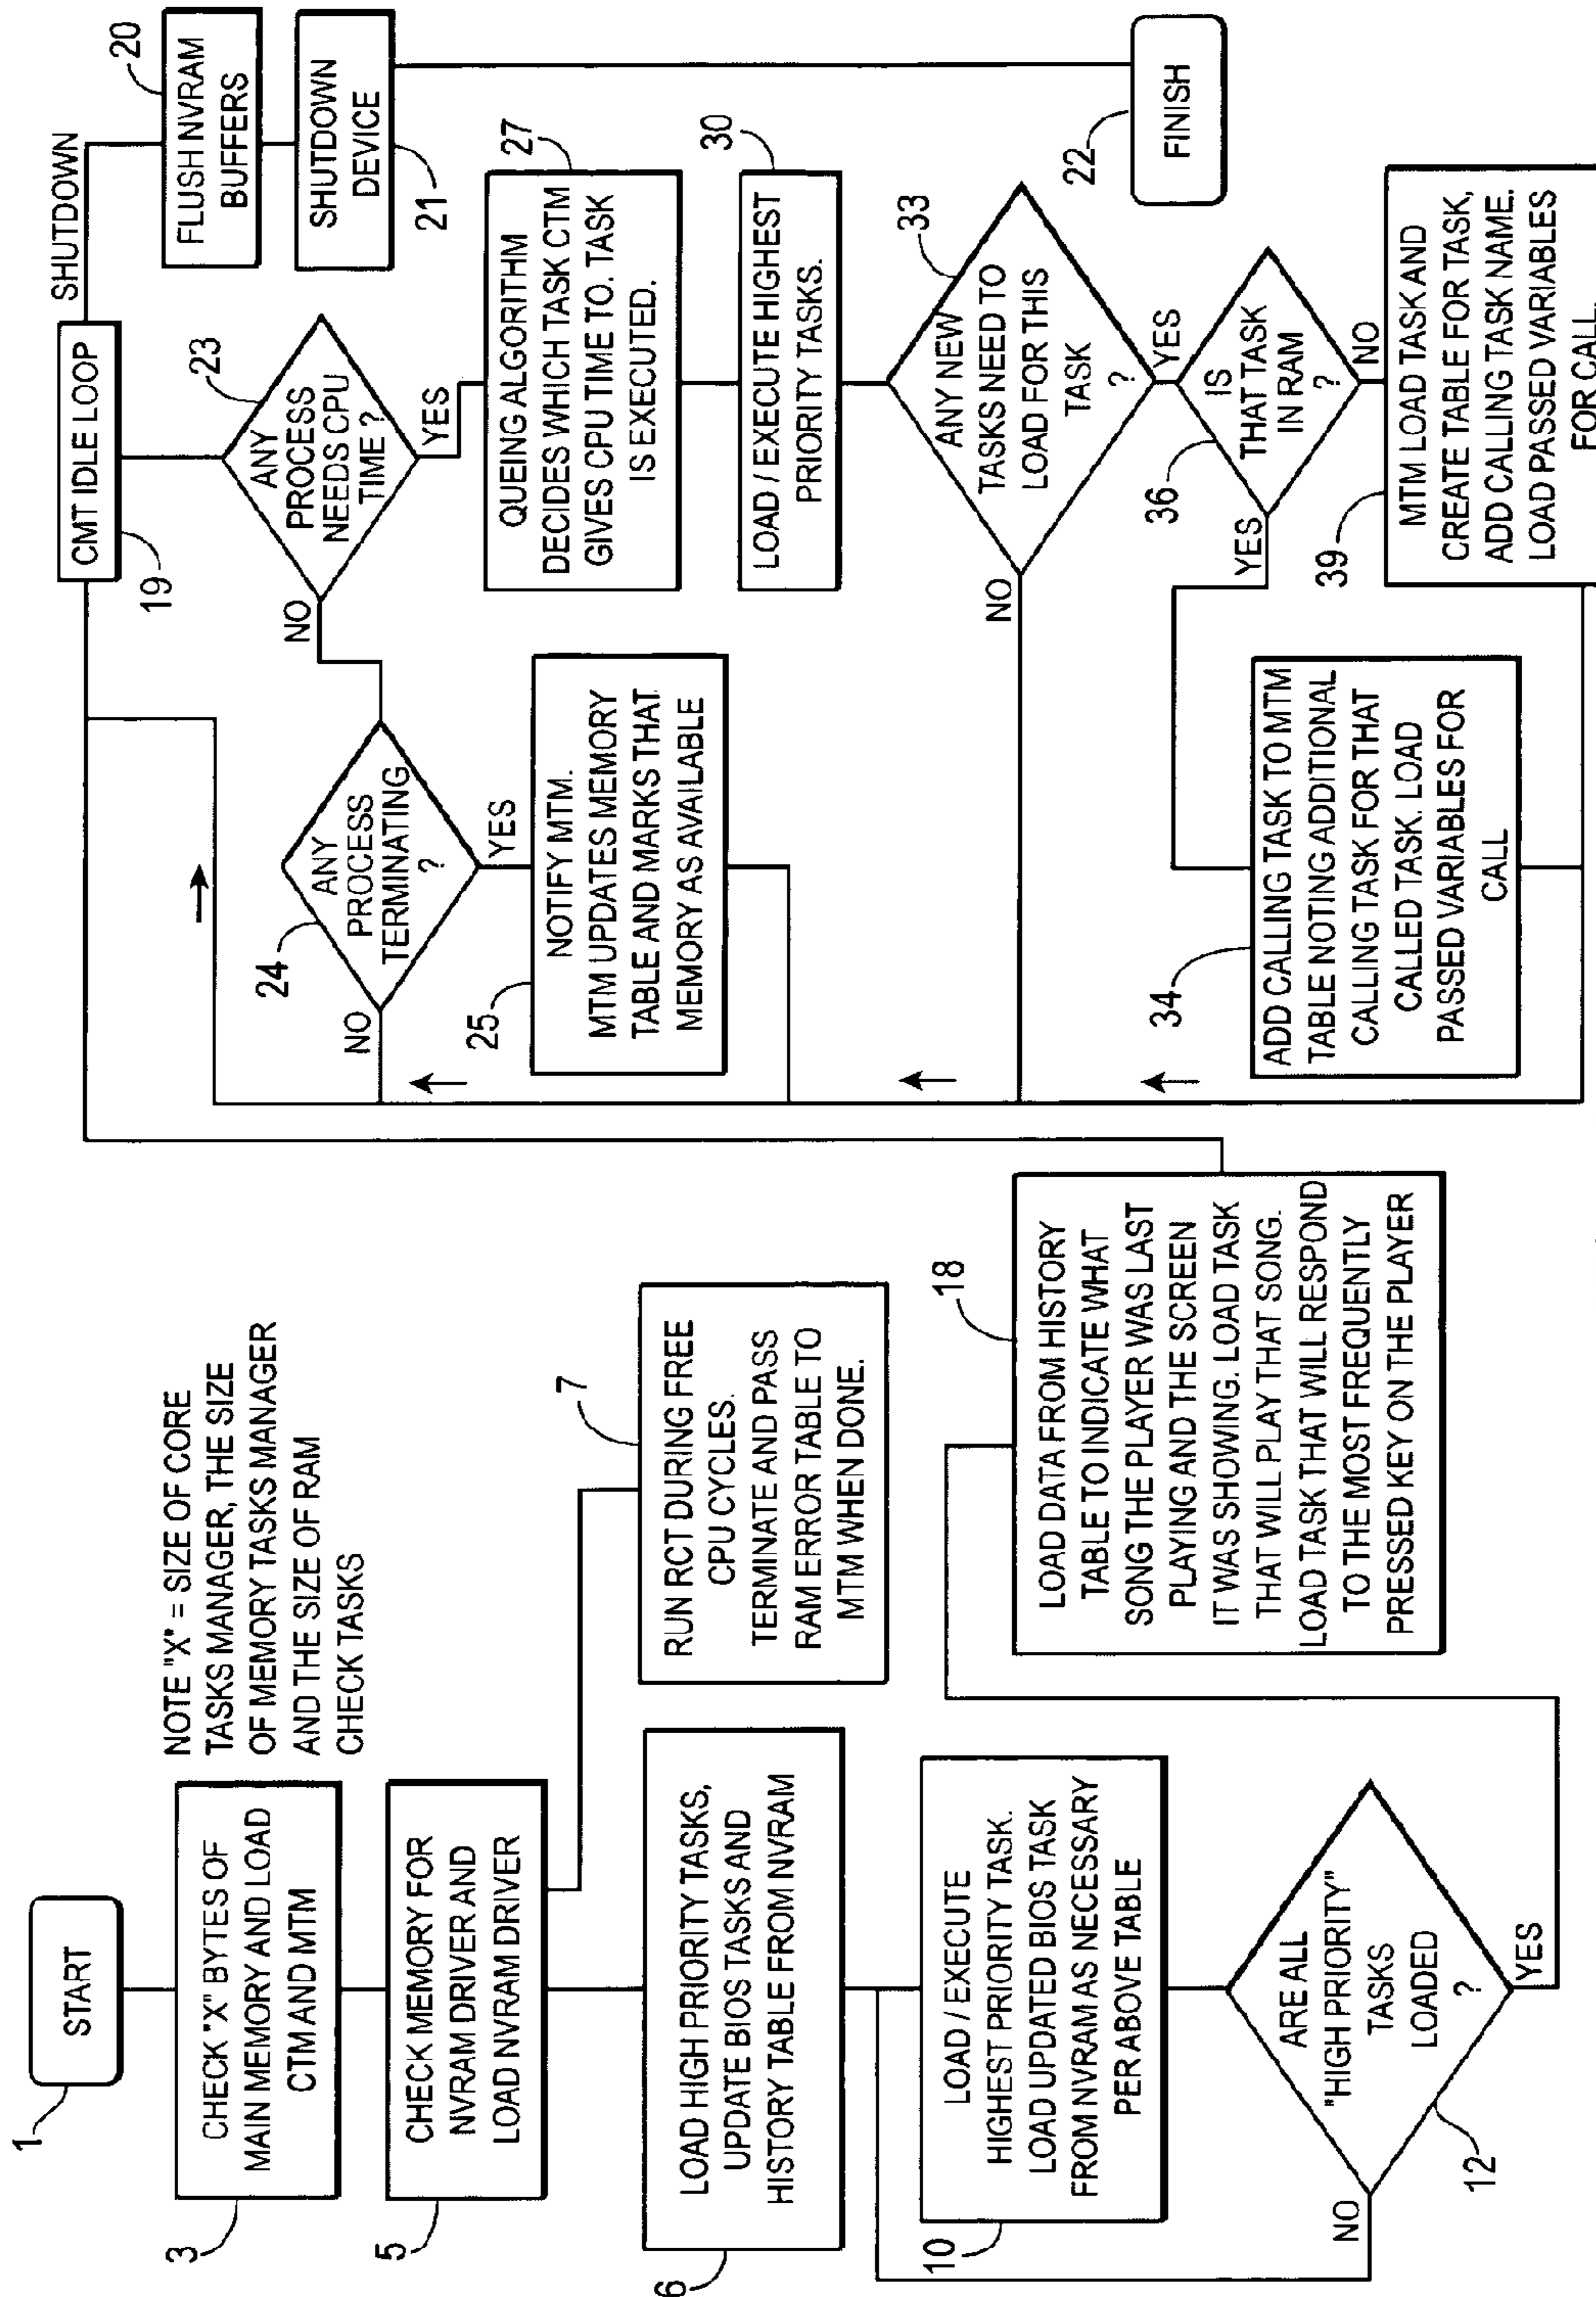 1
START
NOTE "X" = SIZE OF CORE
TASKS MANAGER, THE SIZE
OF MEMORY TASKS MANAGER
AND THE SIZE OF RAM
CHECK TASKS
3
CHECK "X" BYTES OF
MAIN MEMORY AND LOAD
CTM AND MTM
5
CHECK MEMORY FOR
NVRAM DRIVER AND
LOAD NVRAM DRIVER
7
RUN RCT DURING FREE
CPU CYCLES.
TERMINATE AND PASS
RAM ERROR TABLE TO
MTM WHEN DONE.
6
LOAD HIGH PRIORITY TASKS,
UPDATE BIOS TASKS AND
HISTORY TABLE FROM NVRAM
10
LOAD / EXECUTE
HIGHEST PRIORITY TASK.
LOAD UPDATED BIOS TASK
FROM NVRAM AS NECESSARY
PER ABOVE TABLE
ARE ALL
"HIGH PRIORITY"
TASKS
LOADED
?
12
NO
YES
18
LOAD DATA FROM HISTORY
TABLE TO INDICATE WHAT
SONG THE PLAYER WAS LAST
PLAYING AND THE SCREEN
IT WAS SHOWING. LOAD TASK
THAT WILL PLAY THAT SONG.
LOAD TASK THAT WILL RESPOND
TO THE MOST FREQUENTLY
PRESSED KEY ON THE PLAYER
CMT IDLE LOOP
19
SHUTDOWN
20
FLUSH NVRAM
BUFFERS
SHUTDOWN
DEVICE
21
22
FINISH
23
ANY
PROCESS
NEEDS CPU
TIME ?
NO
YES
24
ANY
PROCESS
TERMINATING
?
NO
YES
25
NOTIFY MTM.
MTM UPDATES MEMORY
TABLE AND MARKS THAT
MEMORY AS AVAILABLE
27
QUEING ALGORITHM
DECIDES WHICH TASK CTM
GIVES CPU TIME TO. TASK
IS EXECUTED.
30
LOAD / EXECUTE HIGHEST
PRIORITY TASKS.
33
ANY NEW
TASKS NEED TO
LOAD FOR THIS
TASK
?
NO
YES
36
IS
THAT TASK
IN RAM
?
YES
NO
34
ADD CALLING TASK TO MTM
TABLE NOTING ADDITIONAL
CALLING TASK FOR THAT
CALLED TASK. LOAD
PASSED VARIABLES FOR
CALL
39
MTM LOAD TASK AND
CREATE TABLE FOR TASK,
ADD CALLING TASK NAME.
LOAD PASSED VARIABLES
FOR CALL.